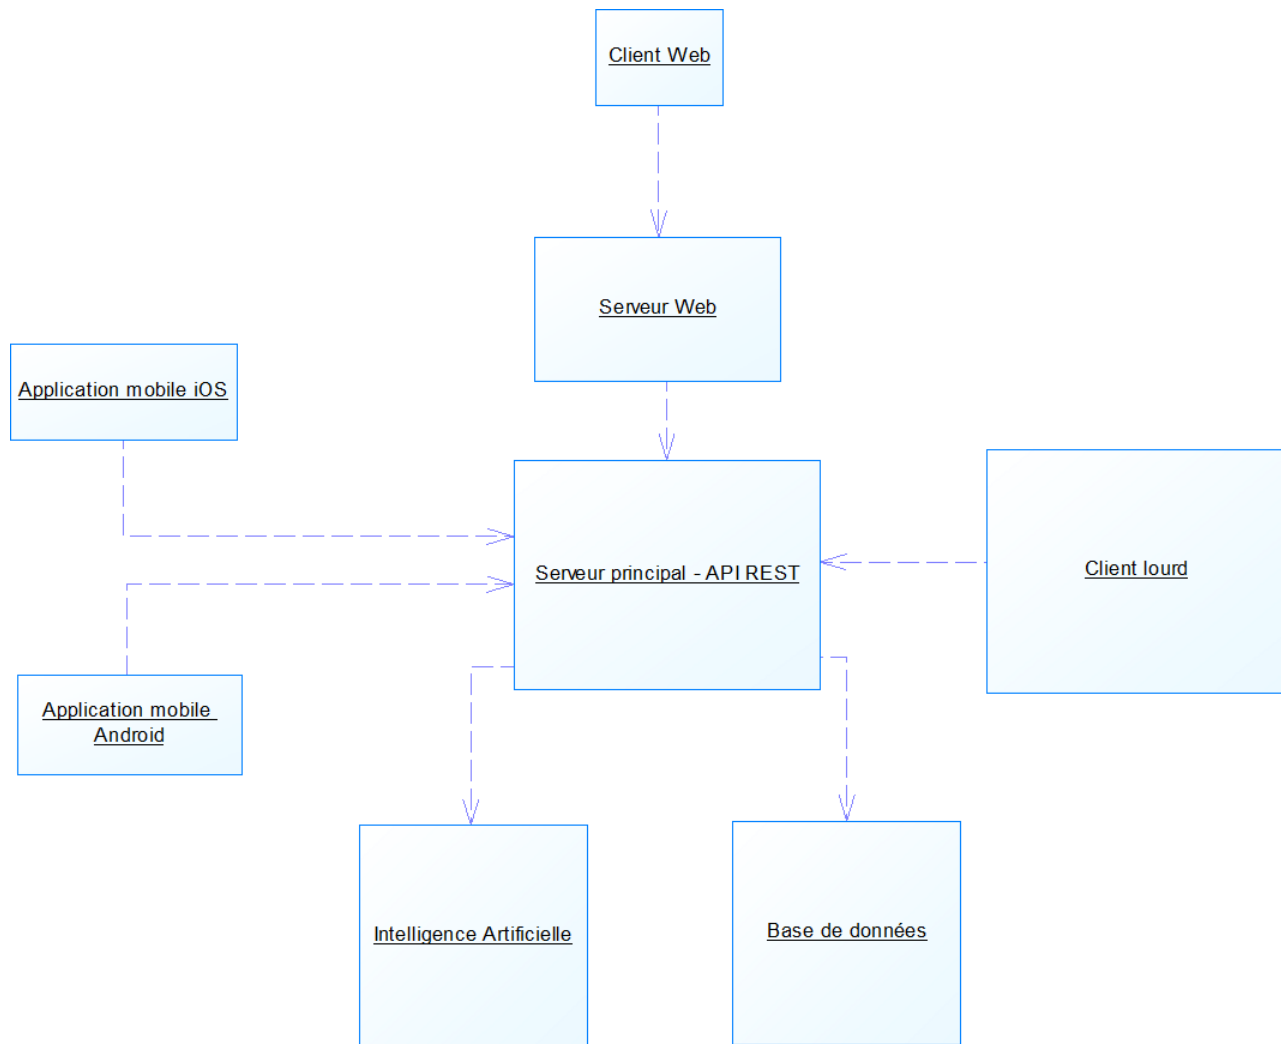 Client Web
Serveur Web
Application mobile iOS
Serveur principal - API REST
Client lourd
Application mobile
Android
Intelligence Artificielle
Base de données